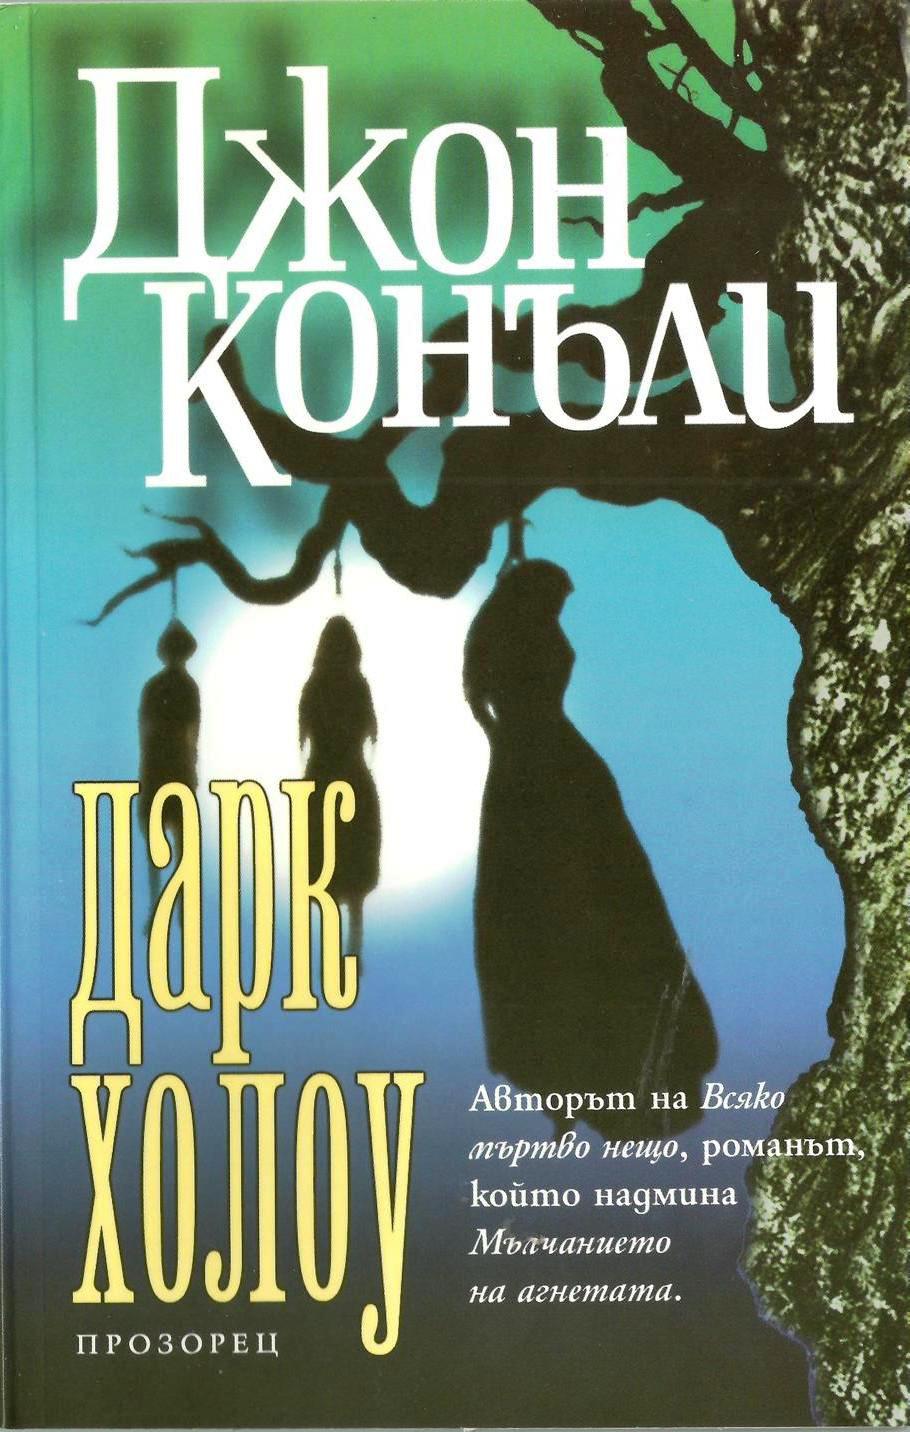 Джон
Конъли
Дарк
Холоу
ПРОЗОРЕЦ
Авторът на Всяко
мъртво нещо, романът,
който надмина
Мълчанието
на агнетата.